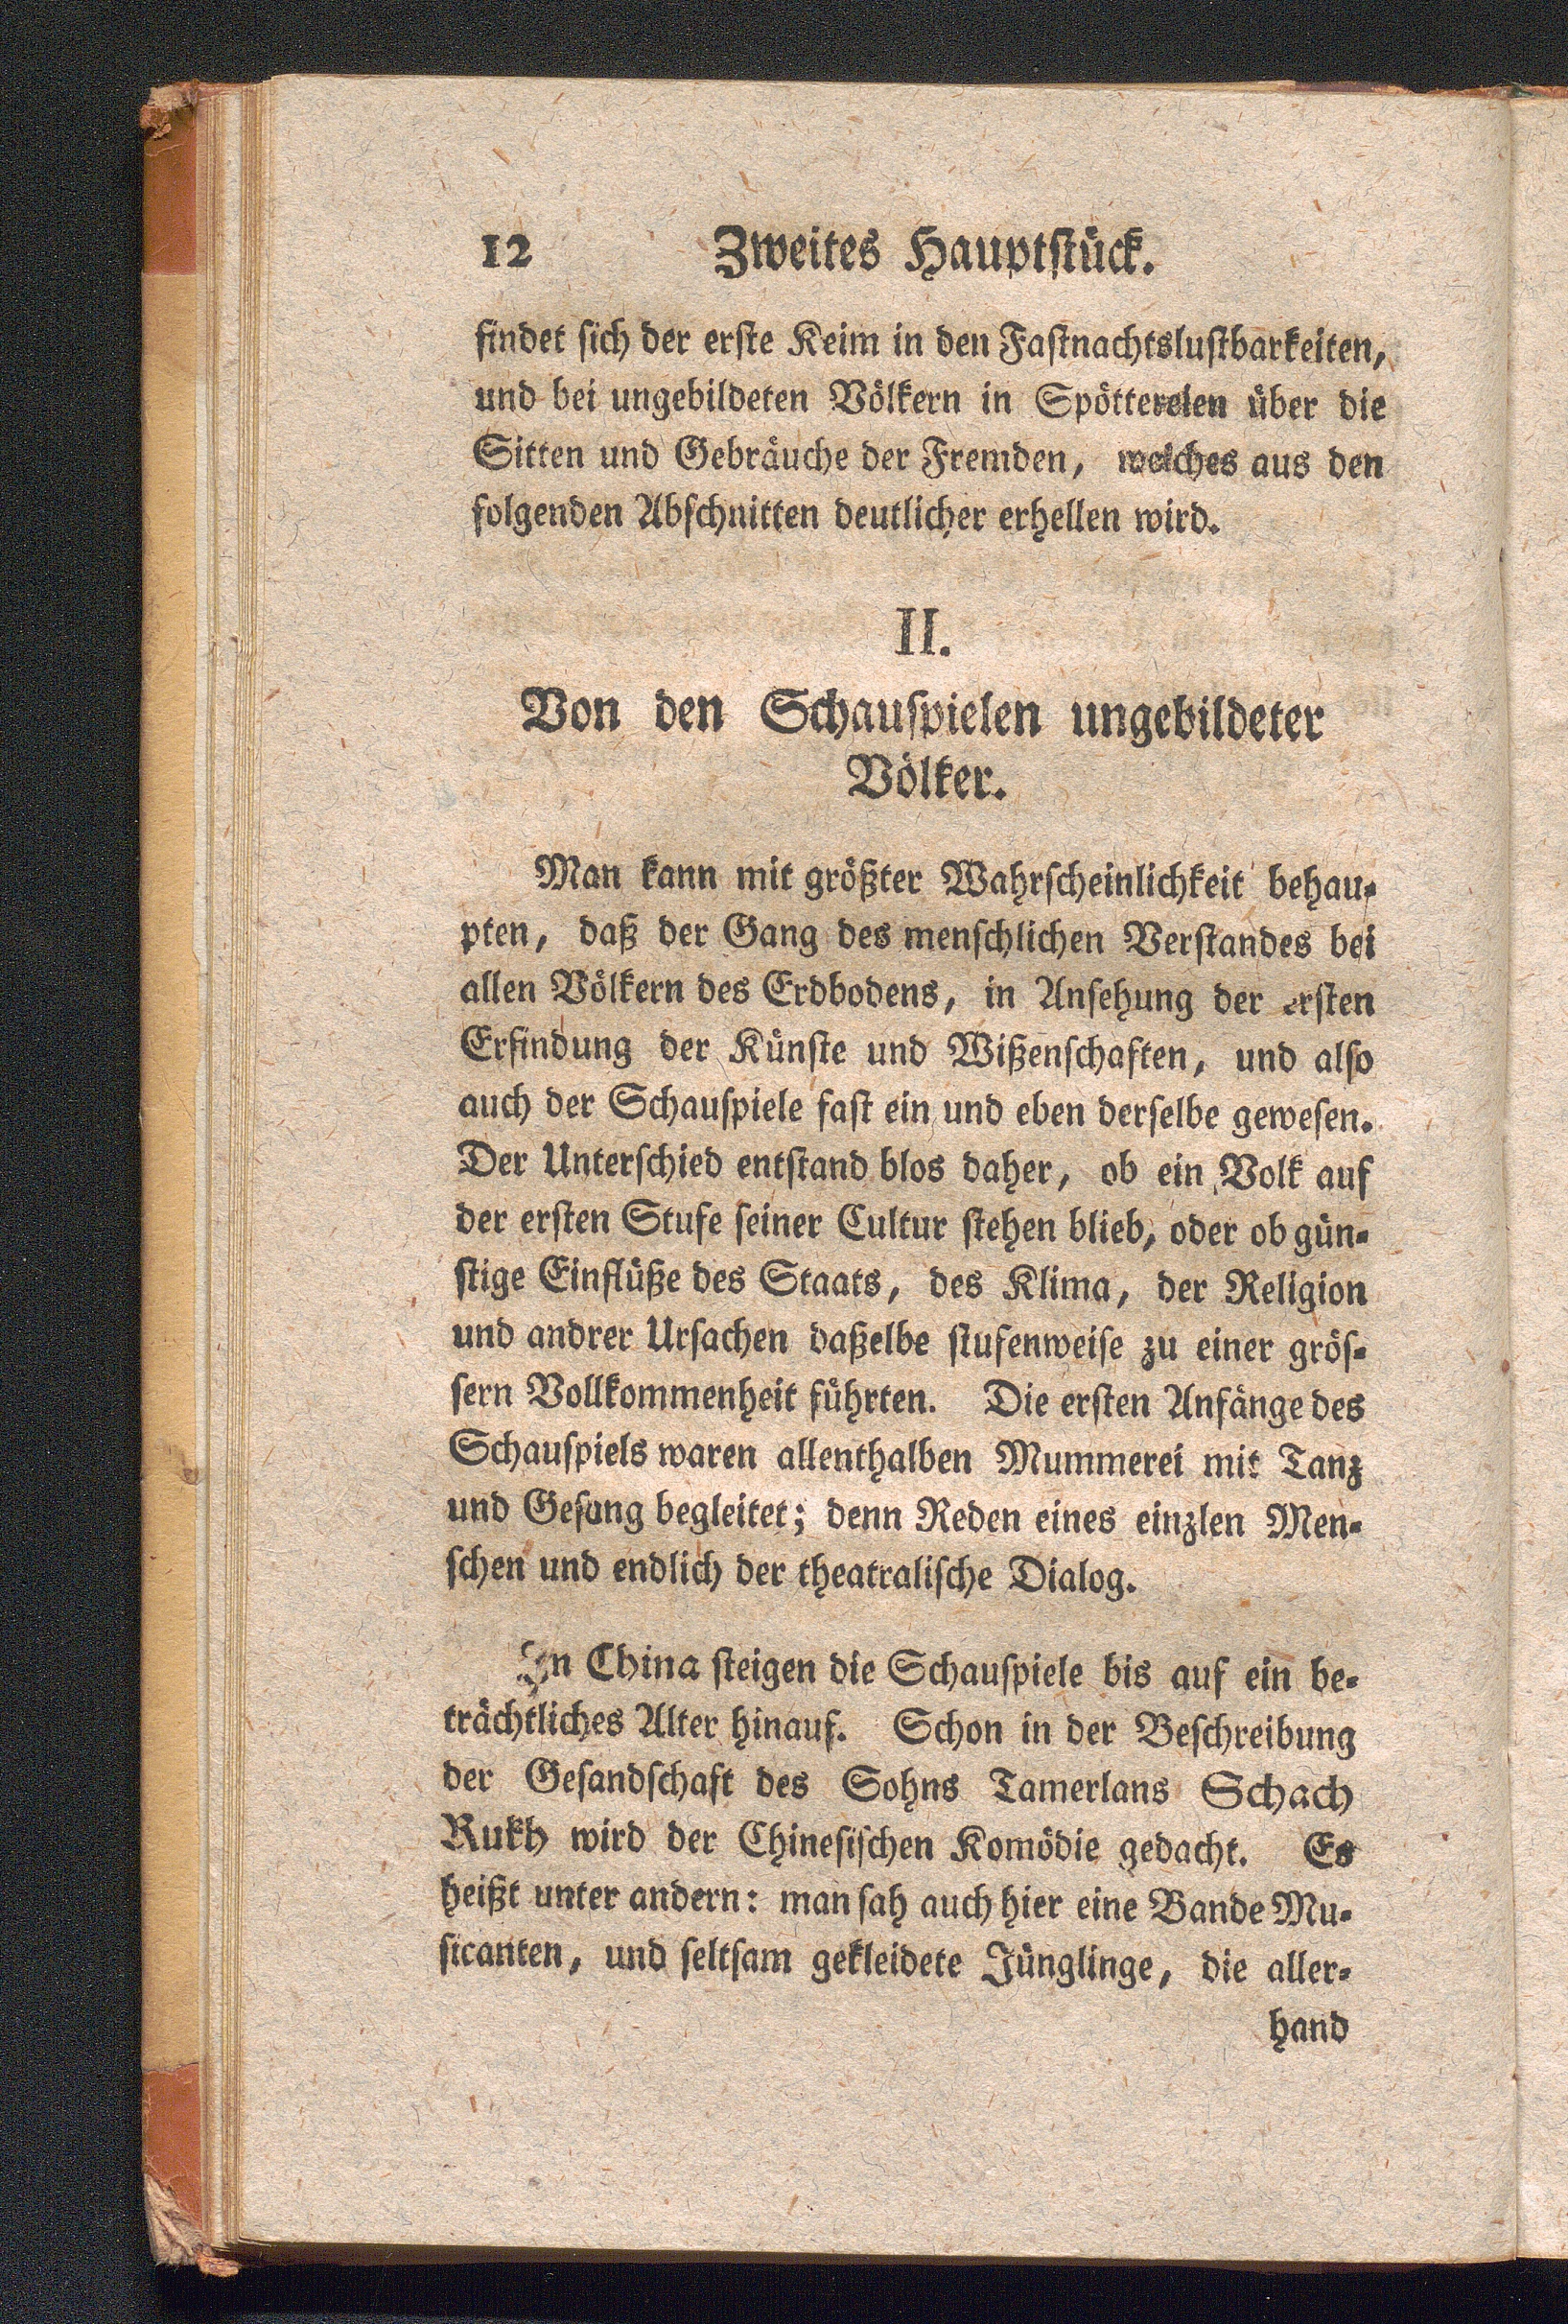 12 Zweites Hauptstück.
findet sich der erste Keim in den Fastnachtslustbarkeiten,
und bei ungebildeten Völkern in Spöttereien über die
Sitten und Gebräuche der Fremden, welches aus den
folgenden Abschnitten deutlicher erhellen wird.
II.
Von den Schauspielen ungebildeter
Völker.
Man kann mit größter Wahrscheinlichkeit behau-
pten, daß der Gang des menschlichen Verstandes bei
allen Völkern des Erdbodens, in Ansehung der ersten
Erfindung der Künste und Wißenschaften, und also
auch der Schauspiele fast ein und eben derselbe gewesen.
Der Unterschied entstand blos daher, ob ein Volk auf
der ersten Stufe seiner Cultur stehen blieb, oder ob gün-
stige Einflüße des Staats, des Klima, der Religion
und andrer Ursachen daßelbe stufenweise zu einer grös-
sern Vollkommenheit führten. Die ersten Anfänge des
Schauspiels waren allenthalben Mummerei mit Tanz
und Gesang begleitet; denn Reden eines einzlen Men-
schen und endlich der theatralische Dialog.
In China steigen die Schauspiele bis auf ein be-
trächtliches Alter hinauf. Schon in der Beschreibung
der Gesandschaft des Sohns Tamerlans Schach
Rukh wird der Chinesischen Komödie gedacht. Es
heißt unter andern: man sah auch hier eine Bande Mu-
sicanten, und seltsam gekleidete Jünglinge, die aller-
hand